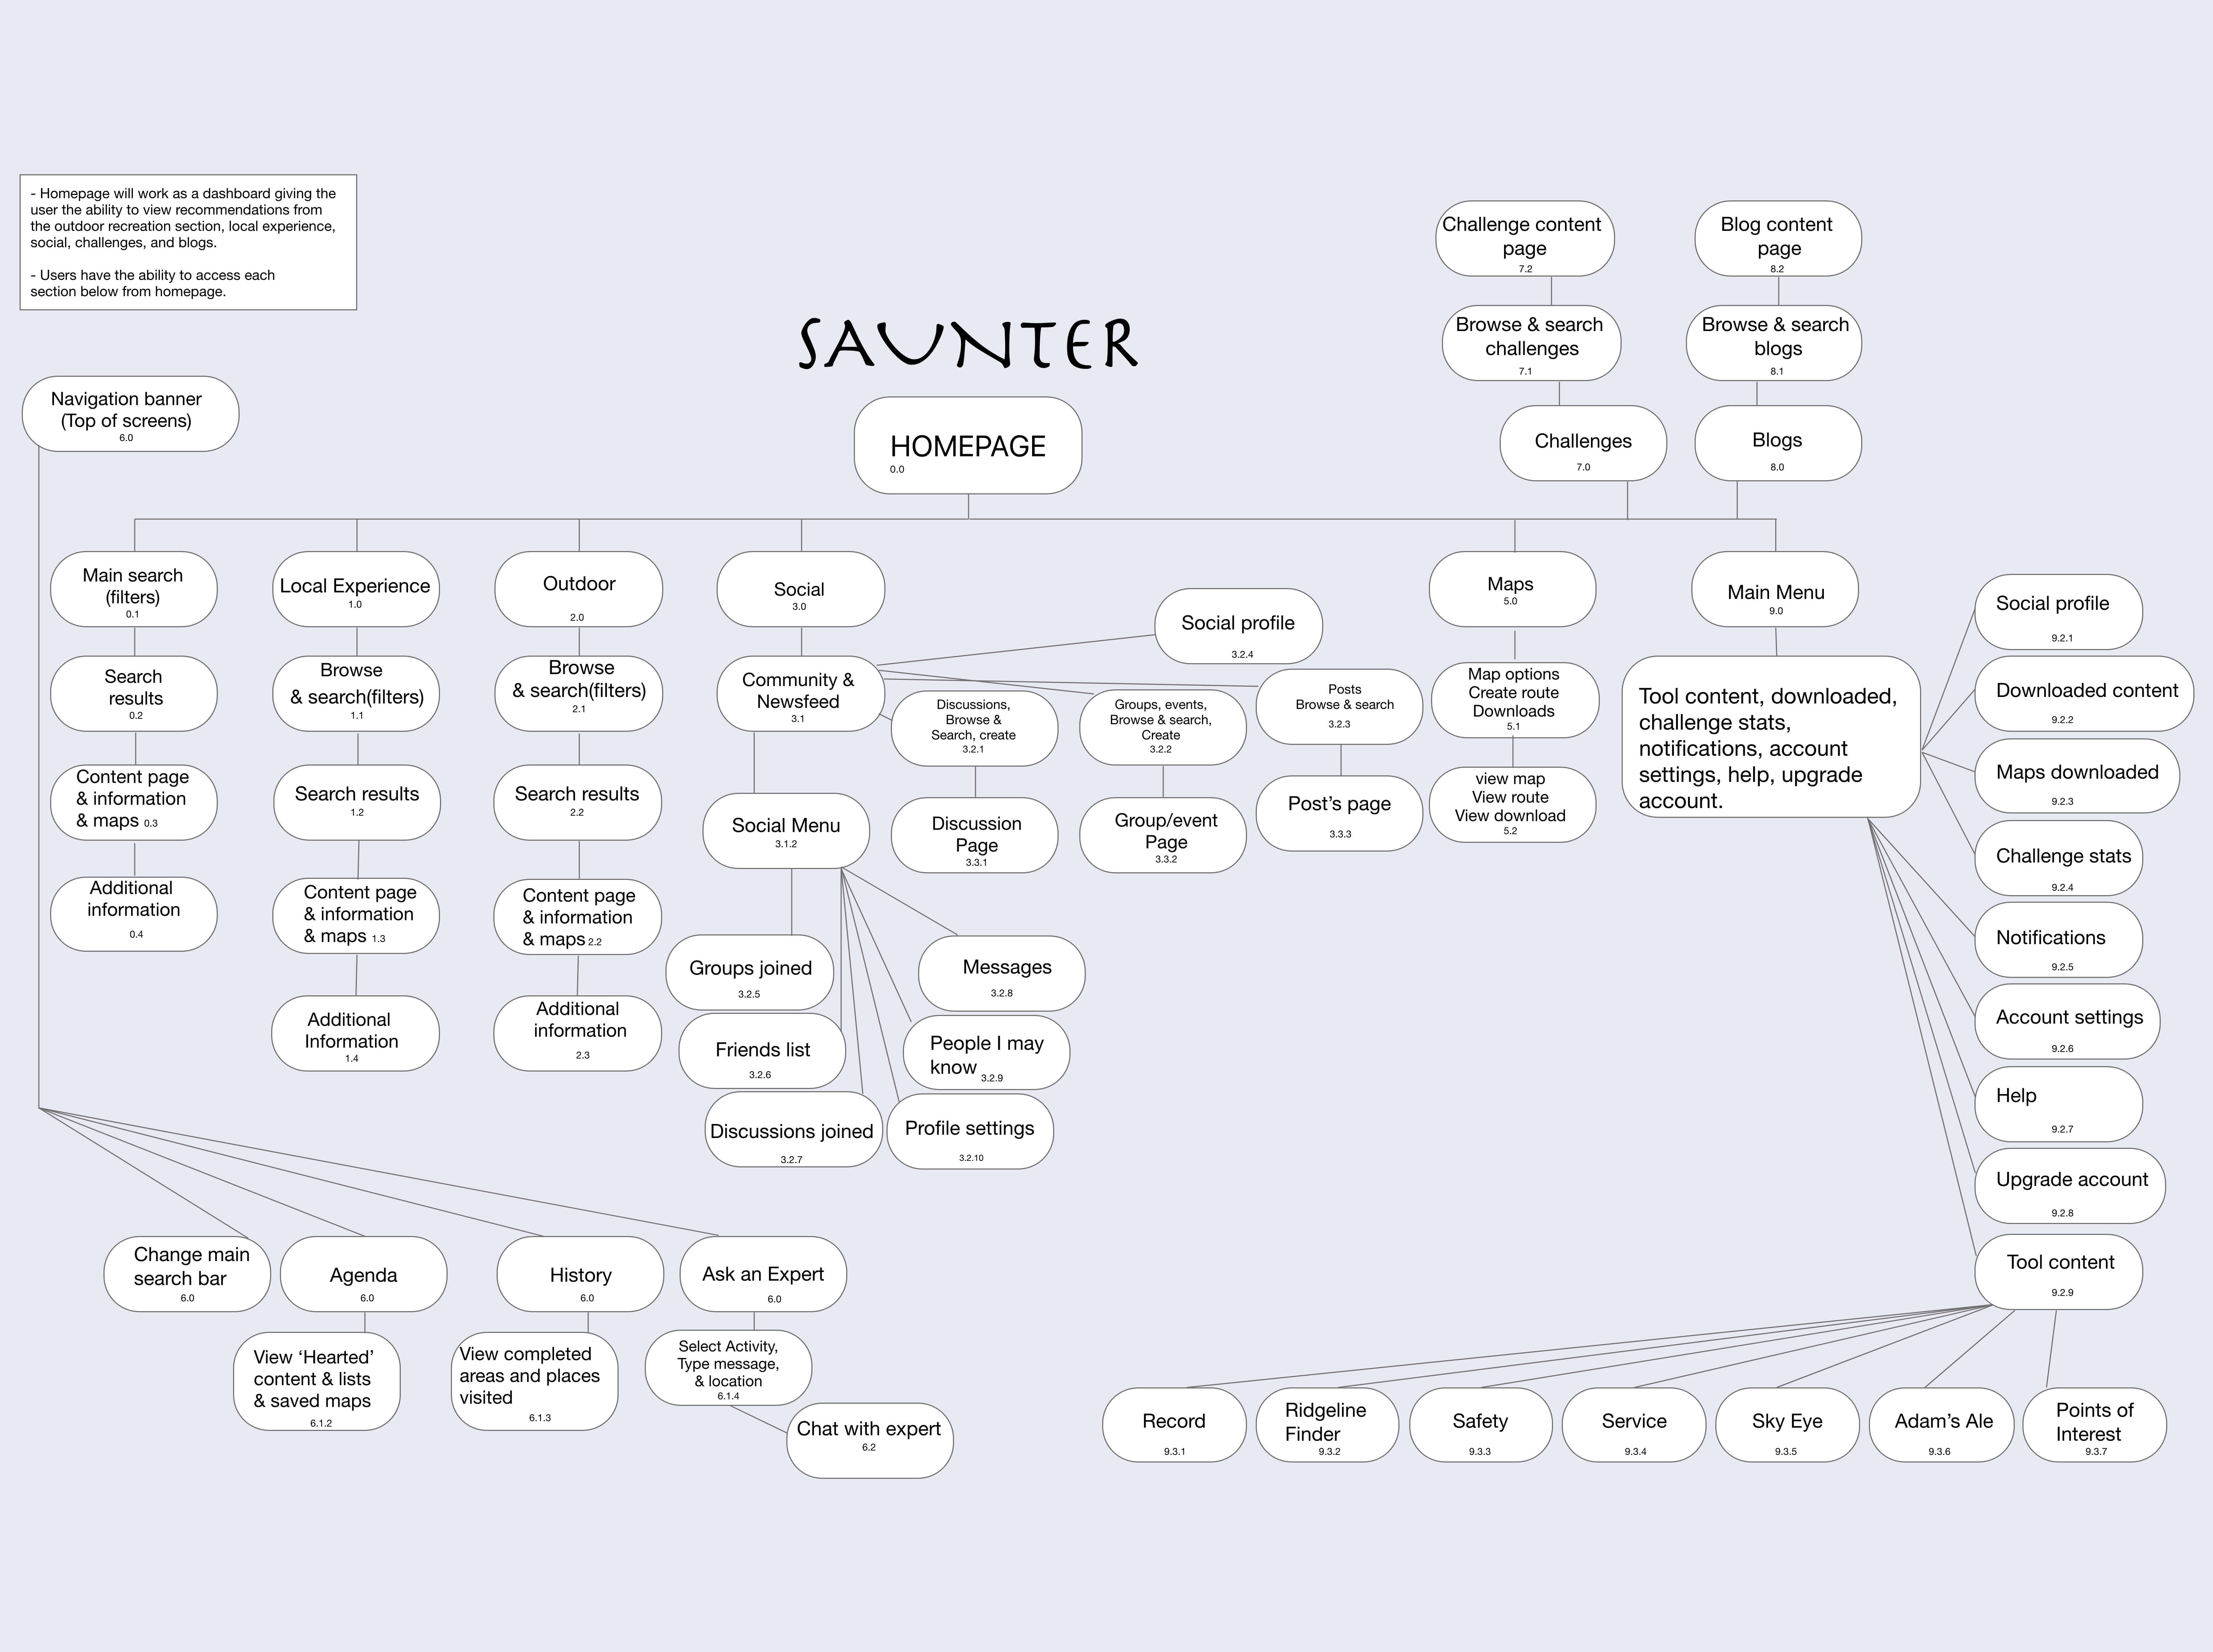 - Homepage will work as a dashboard giving the
user the ability to view recommendations from
the outdoor recreation section, local experience,
social, challenges, and blogs.
- Users have the ability to access each
section below from homepage.
SAUNTER
HOMEPAGE
0.0
Navigation banner
(Top of screens)
6.0
Challenge content
page
7.2
Browse & search
challenges
7.1
Challenges
7.0
Blog content
page
8.2
Browse & search
blogs
8.1
Blogs
8.0
Main search
(filters)
0.1
Search
results
0.2
Content page
& information
& maps 0.3
Additional
information
0.4
Local Experience
1.0
Browse
& search(filters)
1.1
Search results
1.2
Content page
& information
& maps 1.3
Additional
Information
1.4
Outdoor
2.0
Browse
& search(filters)
2.1
Search results
2.2
Content page
& information
& maps 2.2
Additional
information
2.3
Social
3.0
Community &
Newsfeed
3.1
Social profile
3.2.4
Discussions,
Browse &
Search, create
3.2.1
Groups, events,
Browse & search,
Create
3.2.2
Posts
Browse & search
3.2.3
Discussion
Page
3.3.1
Group/event
Page
3.3.2
Post's page
3.3.3
Social Menu
3.1.2
Groups joined
3.2.5
Friends list
3.2.6
Discussions joined
3.2.7
Messages
3.2.8
People I may
know 3.2.9
Profile settings
3.2.10
Maps
5.0
Map options
Create route
Downloads
5.1
view map
View route
View download
5.2
Main Menu
9.0
Tool content, downloaded,
challenge stats,
notifications, account
settings, help, upgrade
account.
Social profile
9.2.1
Downloaded content
9.2.2
Maps downloaded
9.2.3
Challenge stats
9.2.4
Notifications
9.2.5
Account settings
9.2.6
Help
9.2.7
Upgrade account
9.2.8
Tool content
9.2.9
Change main
search bar
6.0
Agenda
6.0
History
6.0
Ask an Expert
6.0
View ‘Hearted’
content & lists
& saved maps
6.1.2
View completed
areas and places
visited
6.1.3
Select Activity,
Type message,
& location
6.1.4
Chat with expert
6.2
Record
9.3.1
Ridgeline
Finder
9.3.2
Safety
9.3.3
Service
9.3.4
Sky Eye
9.3.5
Adam's Ale
9.3.6
Points of
Interest
9.3.7